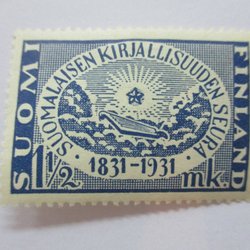 SUOMI
SUOMALAISEN KIRJALLISUUDEN SEURA
FINLAND
·1831-1931·
1 1/2 mk.